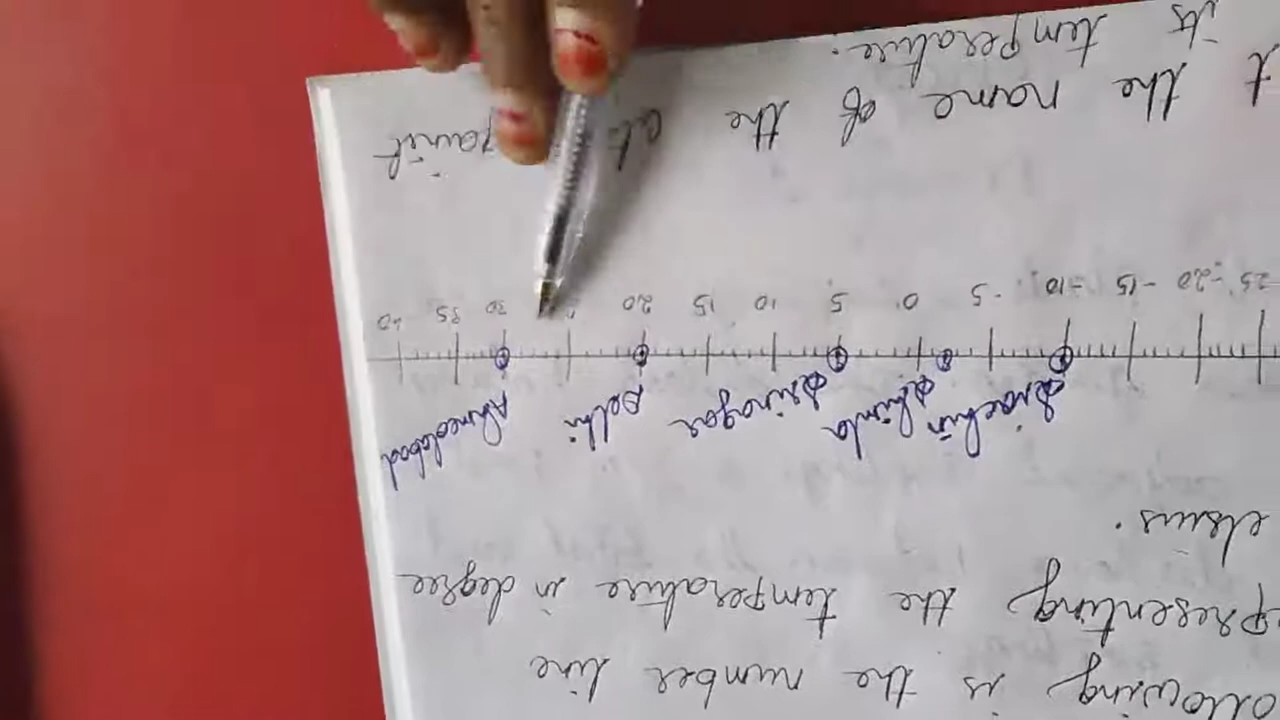 ollowing is the number line
presenting the temperature in degree
elsius.
Siachin Shimla Srinagar Delhi Ahmedabad
25 -20 -15 -10 -5 0 5 10 15 20 30 35 40
t the name of the
its temperature.